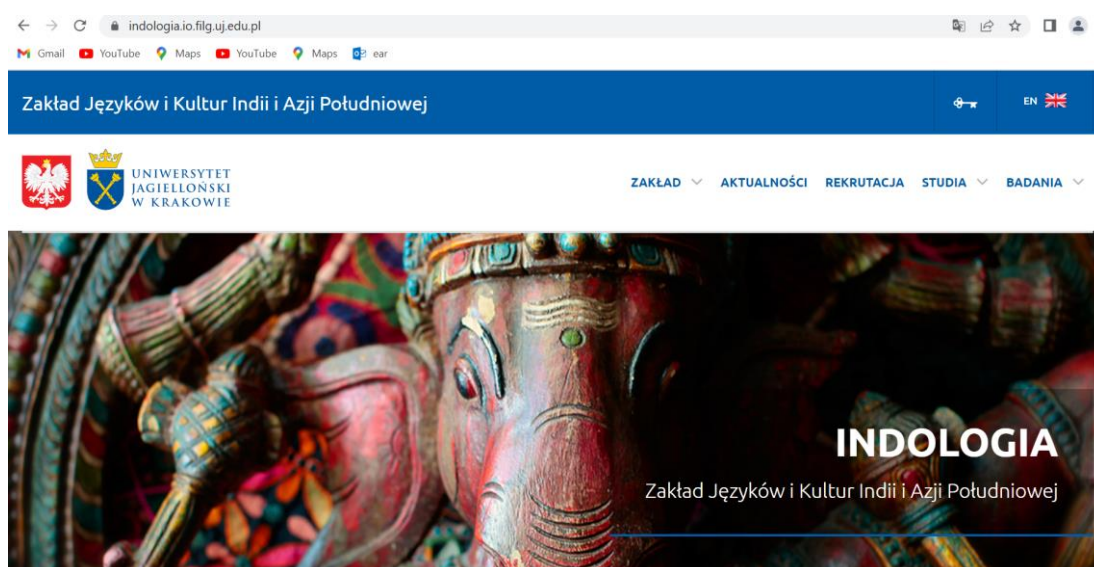 indologia.io.filg.uj.edu.pl
Gmail YouTube Maps YouTube Maps ear
Zakład Języków i Kultur Indii i Azji Południowej
EN
UNIWERSYTET
JAGIELLOŃSKI
W KRAKOWIE
ZAKŁAD AKTUALNOŚCI REKRUTACJA STUDIA BADANIA
INDOLOGIA
Zakład Języków i Kultur Indii i Azji Południowej